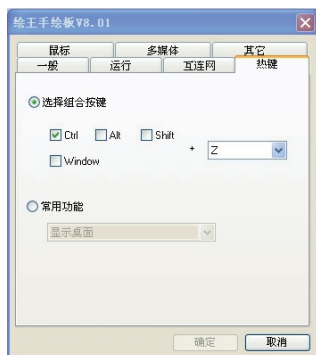 绘王手绘板V8.01
鼠标 多媒体 其它
一般 运行 互连网 热键
选择组合按键
Ctrl Alt Shift
+ Z
Window
常用功能
显示桌面
确定 取消